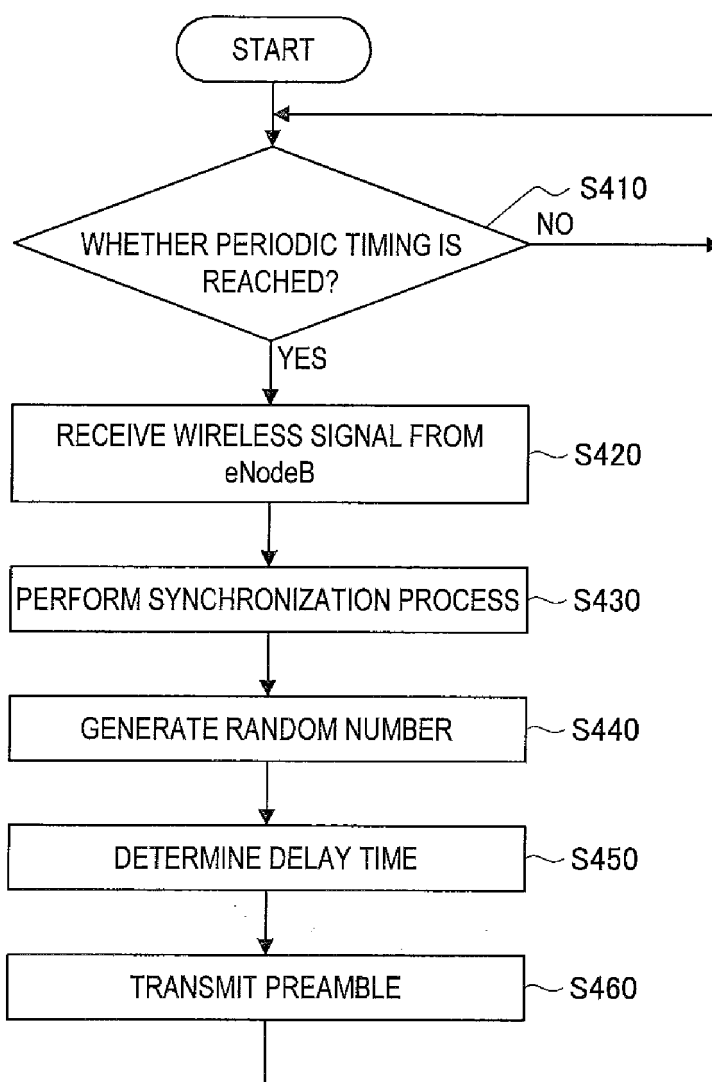 START
S410
NO
WHETHER PERIODIC TIMING IS
REACHED?
YES
RECEIVE WIRELESS SIGNAL FROM
eNodeB
S420
PERFORM SYNCHRONIZATION PROCESS
S430
GENERATE RANDOM NUMBER
S440
DETERMINE DELAY TIME
S450
TRANSMIT PREAMBLE
S460